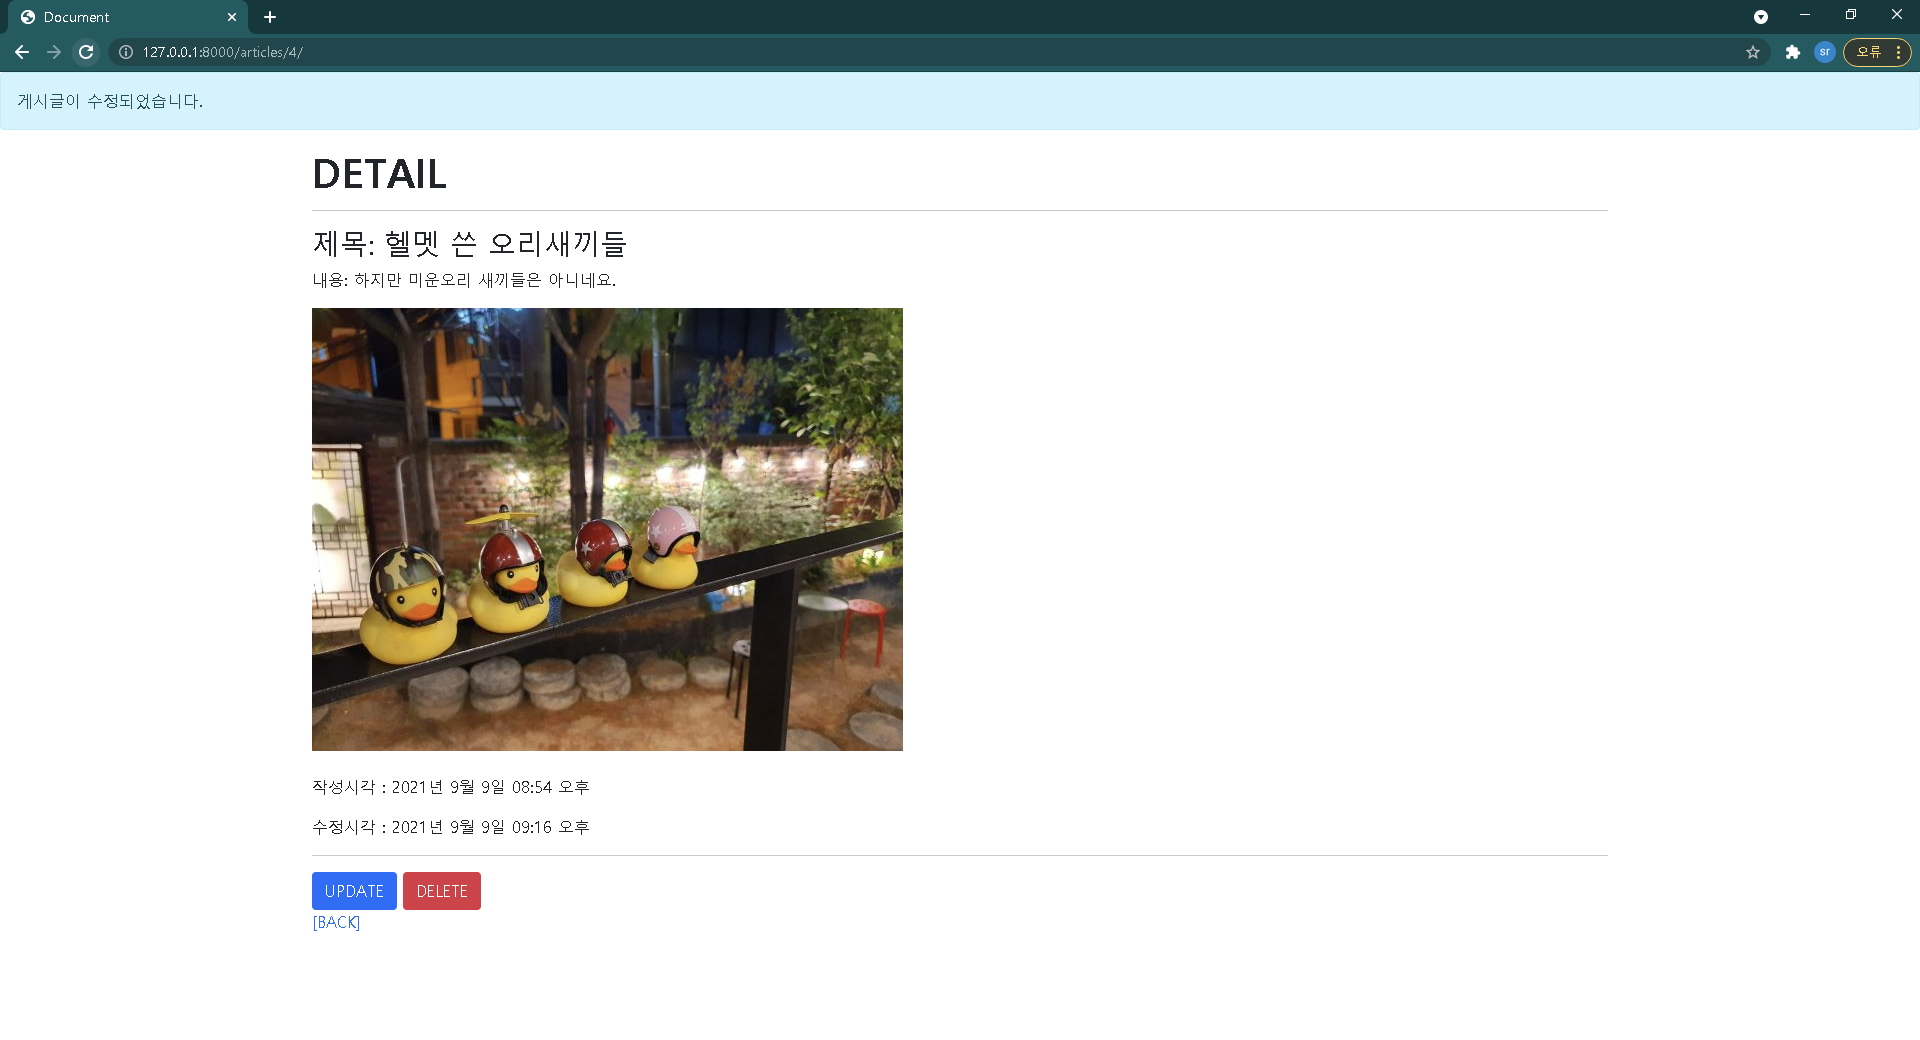 Document
127.0.0.1:8000/articles/4/
sr
오류
게시글이 수정되었습니다.
DETAIL
제목: 헬멧 쓴 오리새끼들
내용: 하지만 미운오리 새끼들은 아니네요.
작성시각 : 2021년 9월 9일 08:54 오후
수정시각 : 2021년 9월 9일 09:16 오후
UPDATE DELETE
[BACK]